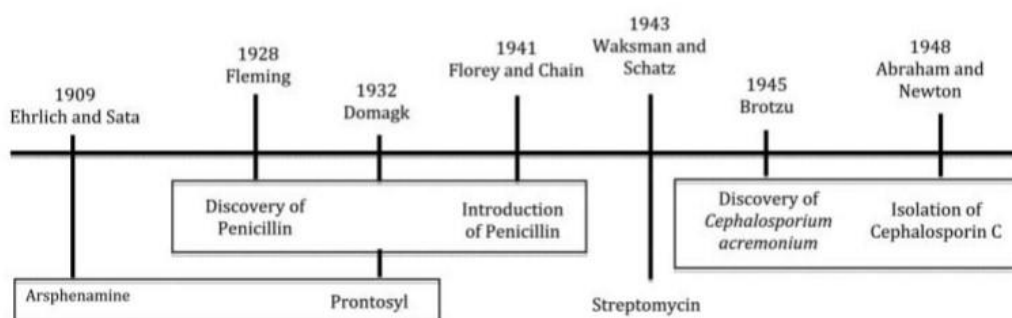 1909
Ehrlich and Sata
1928
Fleming
1932
Domagk
1941
Florey and Chain
1943
Waksman and
Schatz
1945
Brotzu
1948
Abraham and
Newton
Discovery of
Penicillin
Introduction
of Penicillin
Discovery of
Cephalosporium
acremonium
Isolation of
Cephalosporin C
Arsphenamine
Prontosyl
Streptomycin